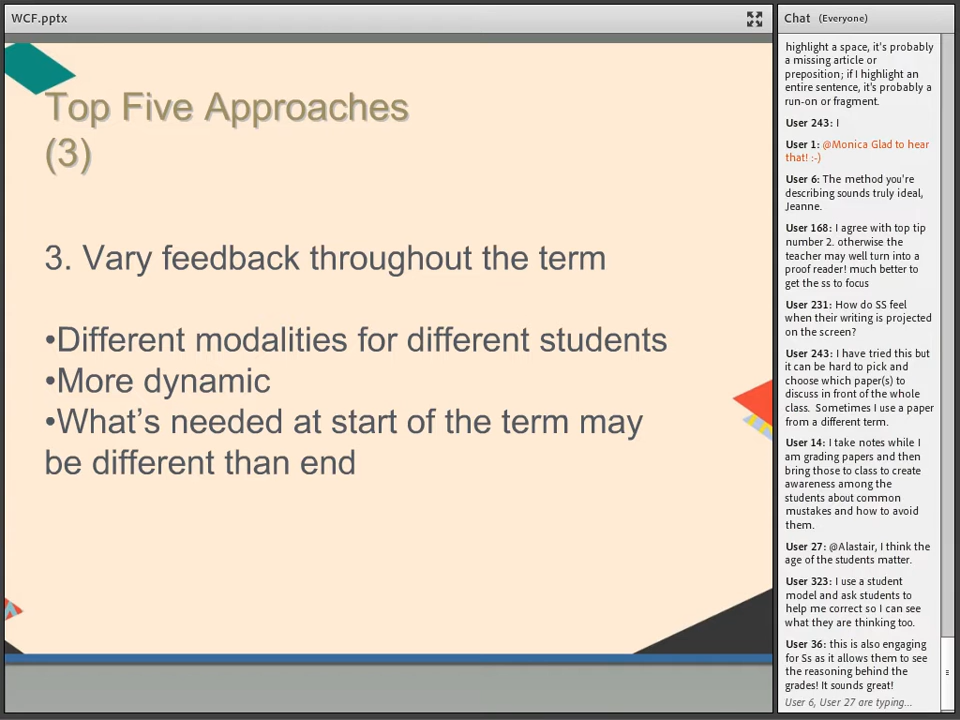 WCF.pptx
Top Five Approaches
(3)
3. Vary feedback throughout the term
•Different modalities for different students
•More dynamic
•What's needed at start of the term may
be different than end
Chat (Everyone)
highlight a space, it's probably
a missing article or
preposition; if I highlight an
entire sentence, it's probably a
run-on or fragment.
User 243: I
User 1: @Monica Glad to hear
that! :-)
User 6: The method you're
describing sounds truly ideal,
Jeanne.
User 168: I agree with top tip
number 2. otherwise the
teacher may well turn into a
proof reader! much better to
get the ss to focus
User 231: How do SS feel
when their writing is projected
on the screen?
User 243: I have tried this but
it can be hard to pick and
choose which paper(s) to
discuss in front of the whole
class.  Sometimes I use a paper
from a different term.
User 14: I take notes while I
am grading papers and then
bring those to class to create
awareness among the
students about common
mustakes and how to avoid
them.
User 27: @Alastair, I think the
age of the students matter.
User 323: I use a student
model and ask students to
help me correct so I can see
what they are thinking too.
User 36: this is also engaging
for Ss as it allows them to see
the reasoning behind the
grades! It sounds great!
User 6, User 27 are typing...